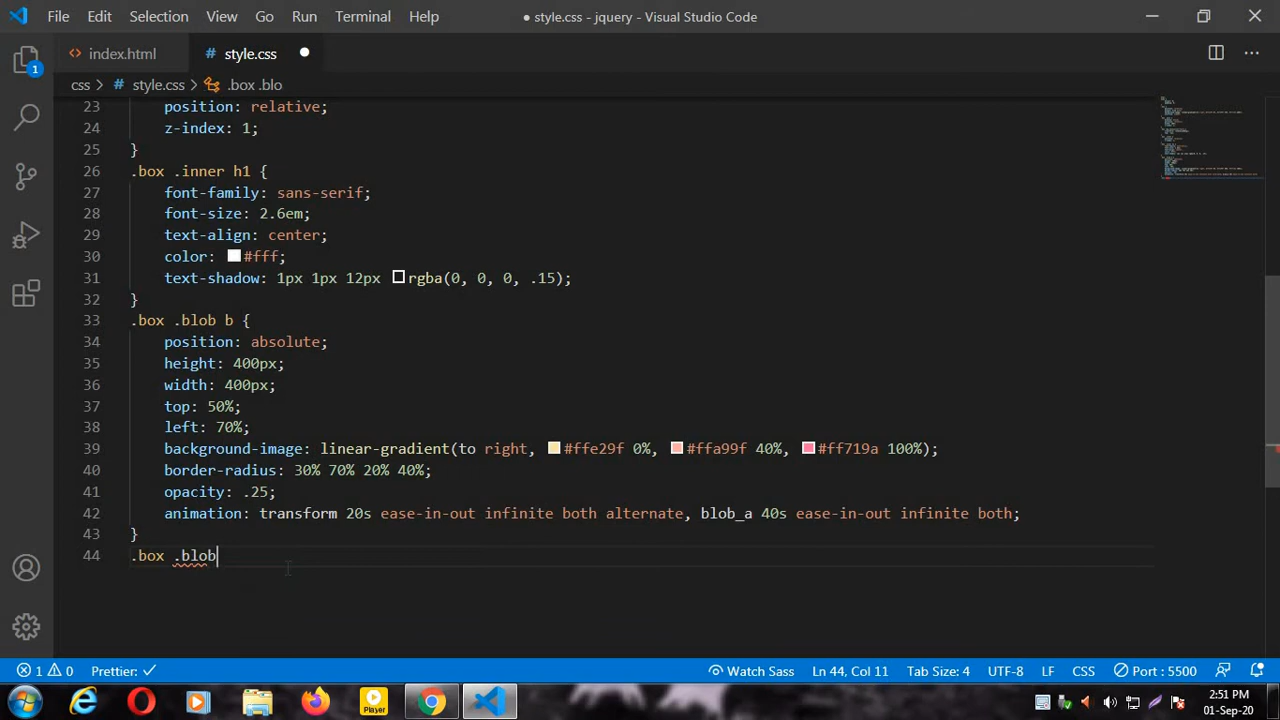 File Edit Selection View Go Run Terminal Help
● style.css - jquery - Visual Studio Code
<> index.html
# style.css ●
css > # style.css > .box .blo
1
23 position: relative;
24 z-index: 1;
25 }
26 .box .inner h1 {
27 font-family: sans-serif;
28 font-size: 2.6em;
29 text-align: center;
30 color: #fff;
31 text-shadow: 1px 1px 12px rgba(0, 0, 0, .15);
32 }
33 .box .blob b {
34 position: absolute;
35 height: 400px;
36 width: 400px;
37 top: 50%;
38 left: 70%;
39 background-image: linear-gradient(to right, #ffe29f 0%, #ffa99f 40%, #ff719a 100%);
40 border-radius: 30% 70% 20% 40%;
41 opacity: .25;
42 animation: transform 20s ease-in-out infinite both alternate, blob_a 40s ease-in-out infinite both;
43 }
44 .box .blob
1 0 Prettier: ✓ Watch Sass Ln 44, Col 11 Tab Size: 4 UTF-8 LF CSS Port : 5500
Player
2:51 PM
01-Sep-20